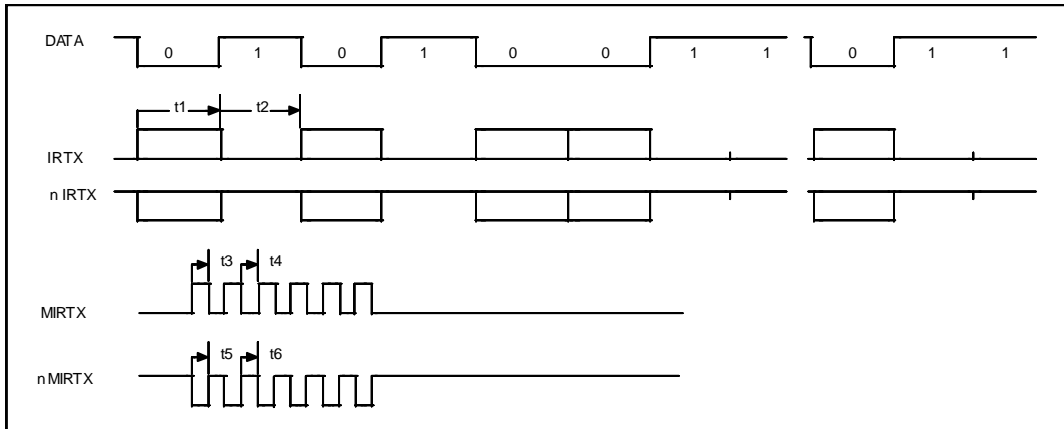 DATA
0 1 0 1 0 0 1 1 0 1 1
t1 t2
IRTX
n IRTX
t3 t4
MIRTX
t5 t6
n MIRTX